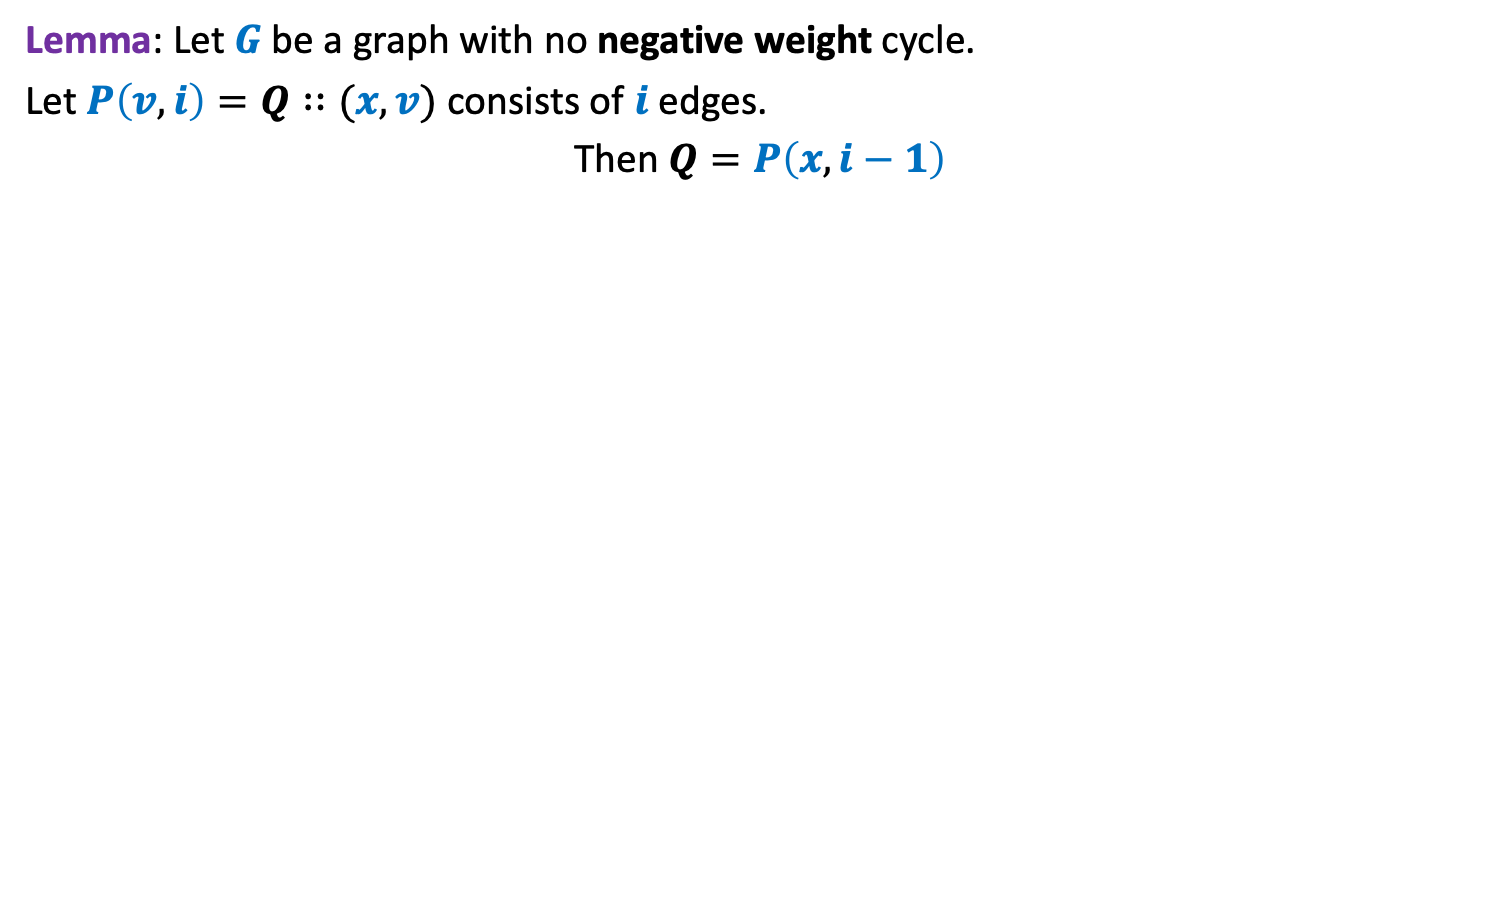 Lemma: Let G be a graph with no negative weight cycle.
Let P(v, i) = Q :: (x, v) consists of i edges.
Then Q = P(x, i − 1)